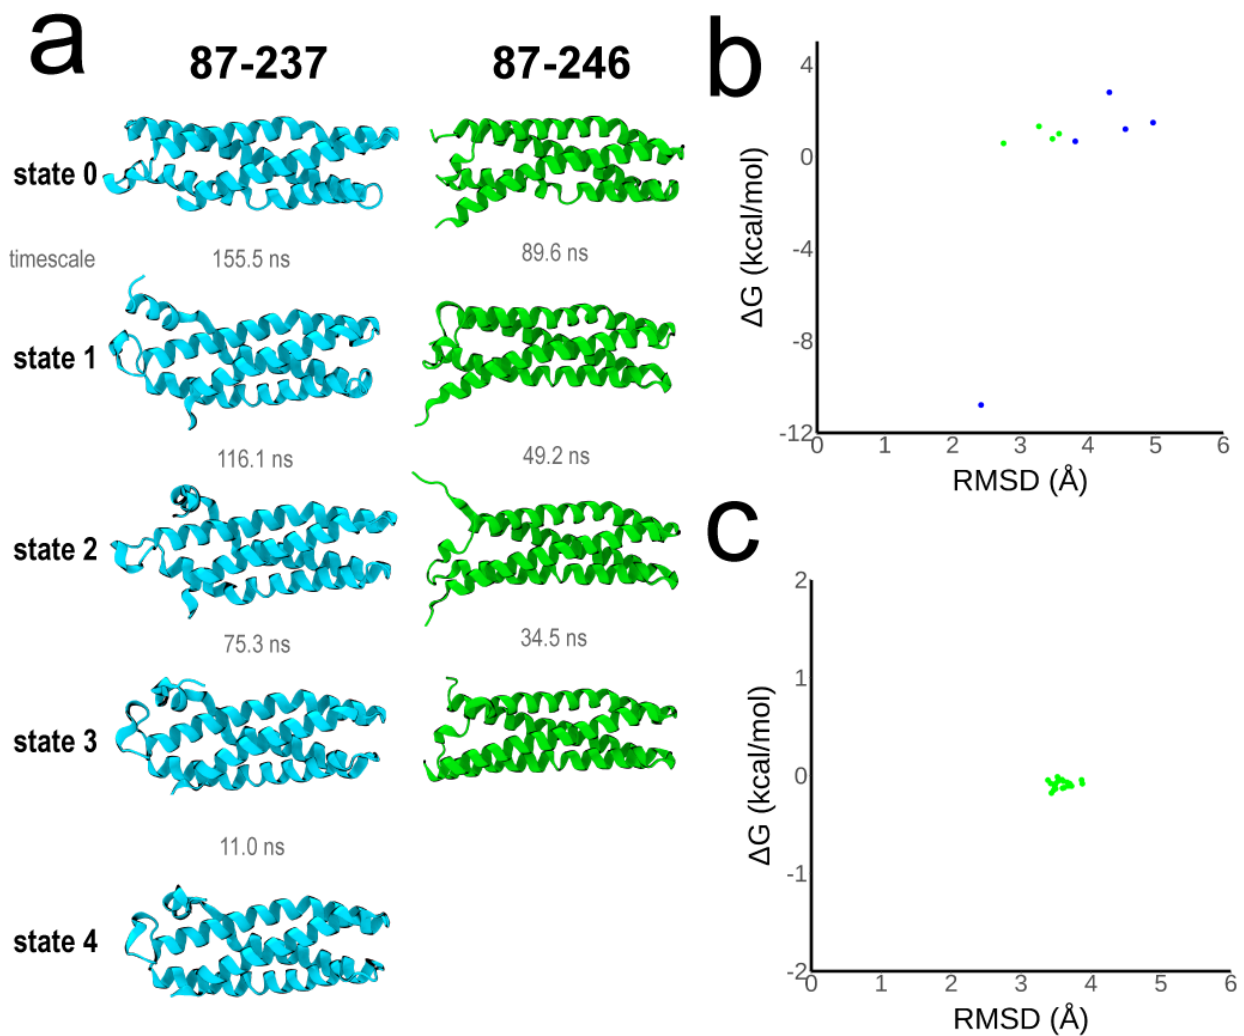 a
87-237 87-246
state 0
timescale 155.5 ns 89.6 ns
state 1
116.1 ns 49.2 ns
state 2
75.3 ns 34.5 ns
state 3
11.0 ns
state 4
b
4
0
-4
-8
-12
ΔG (kcal/mol)
0 1 2 3 4 5 6
RMSD (Å)
c
2
1
0
-1
-2
ΔG (kcal/mol)
0 1 2 3 4 5 6
RMSD (Å)